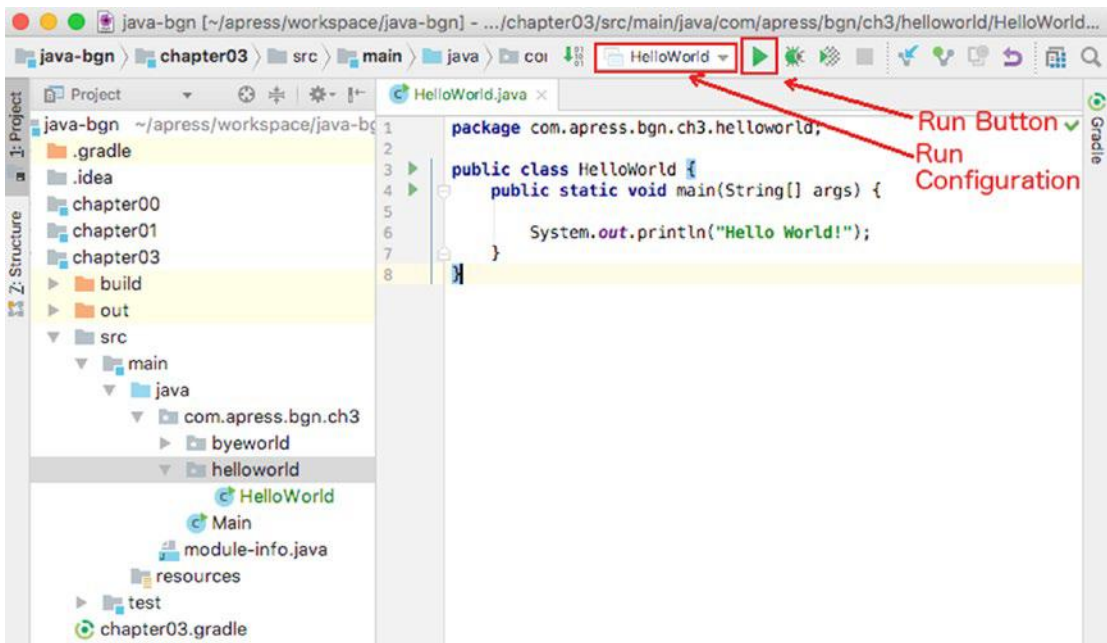 java-bgn [~/apress/workspace/java-bgn] - .../chapter03/src/main/java/com/apress/bgn/ch3/helloworld/HelloWorld...
java-bgn chapter03 src main java HelloWorld
1: Project
Z: Structure
Project
java-bgn ~/apress/workspace/java-bg
.gradle
.idea
chapter00
chapter01
chapter03
build
out
src
main
java
com.apress.bgn.ch3
byeworld
helloworld
HelloWorld
Main
module-info.java
resources
test
chapter03.gradle
HelloWorld.java
1 package com.apress.bgn.ch3.helloworld;
2
3 public class HelloWorld {
4 public static void main(String[] args) {
5
6 System.out.println("Hello World!");
7 }
8 }
Run Button
Run
Configuration
Gradle